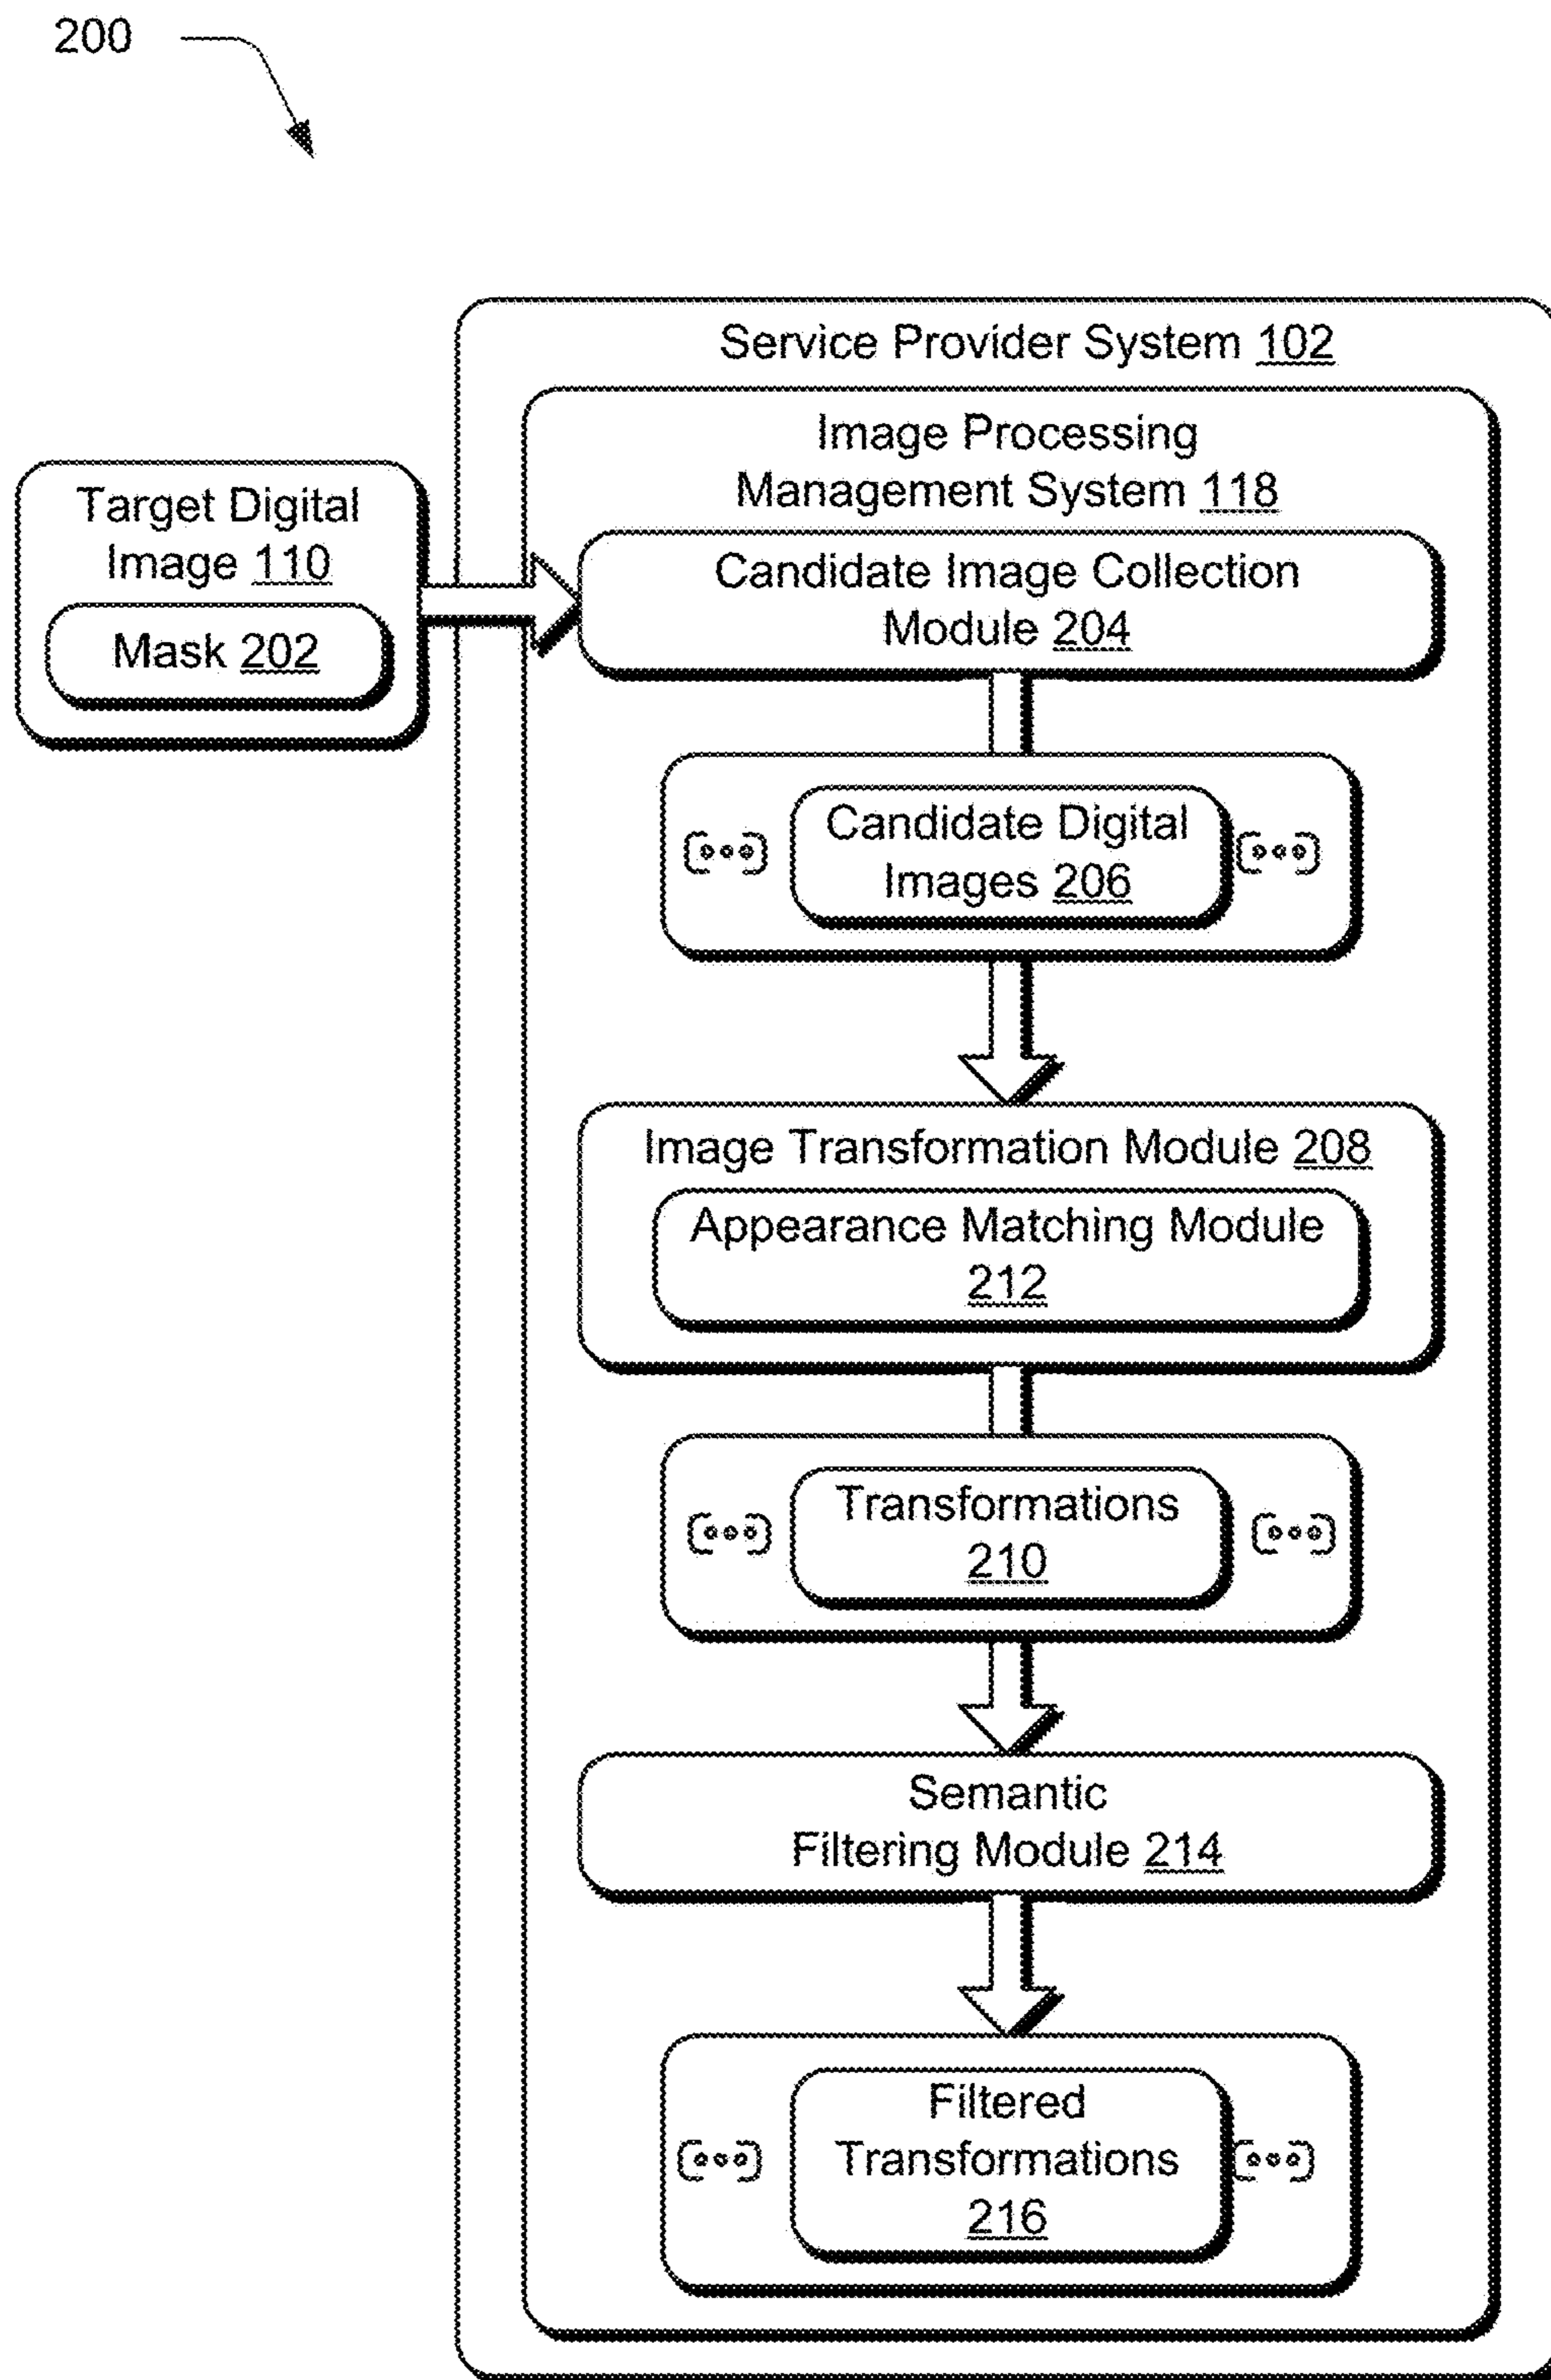 200
Service Provider System 102
Image Processing
Management System 118
Target Digital
Image 110
Mask 202
Candidate Image Collection
Module 204
Candidate Digital
Images 206
Image Transformation Module 208
Appearance Matching Module
212
Transformations
210
Semantic
Filtering Module 214
Filtered
Transformations
216